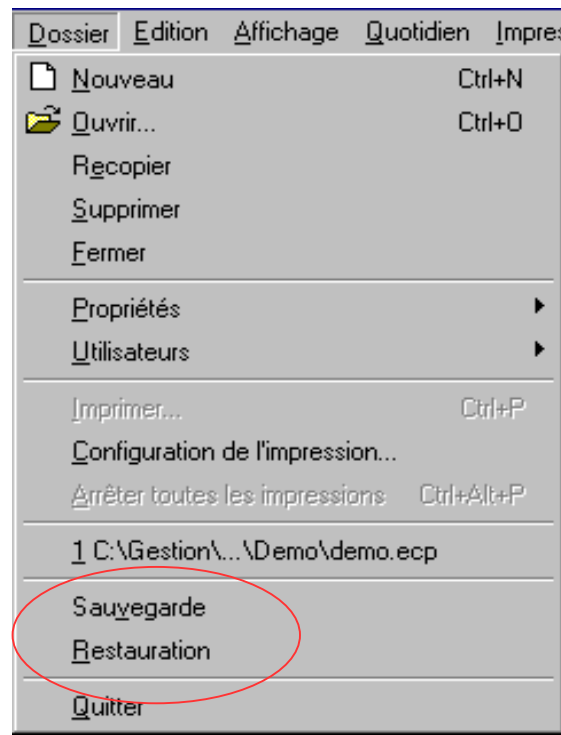 Dossier Edition Affichage Quotidien Impre
Nouveau Ctrl+N
Ouvrir... Ctrl+O
Recopier
Supprimer
Fermer
Propriétés
Utilisateurs
Imprimer... Ctrl+P
Configuration de l'impression...
Arrêter toutes les impressions Ctrl+Alt+P
1 C:\Gestion\...\Demo\demo.ecp
Sauvegarde
Restauration
Quitter